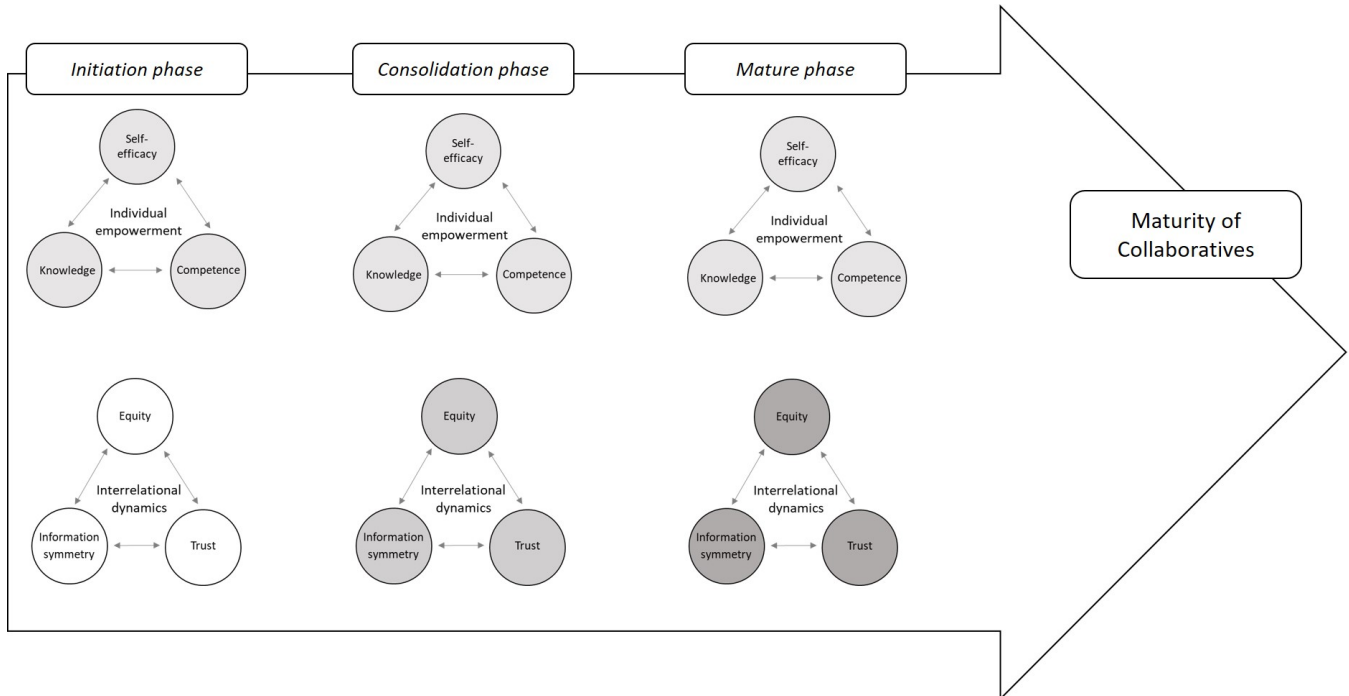 Initiation phase
Consolidation phase
Mature phase
Self-
efficacy
Individual
empowerment
Knowledge
Competence
Self-
efficacy
Individual
empowerment
Knowledge
Competence
Self-
efficacy
Individual
empowerment
Knowledge
Competence
Maturity of
Collaboratives
Equity
Interrelational
dynamics
Information
symmetry
Trust
Equity
Interrelational
dynamics
Information
symmetry
Trust
Equity
Interrelational
dynamics
Information
symmetry
Trust